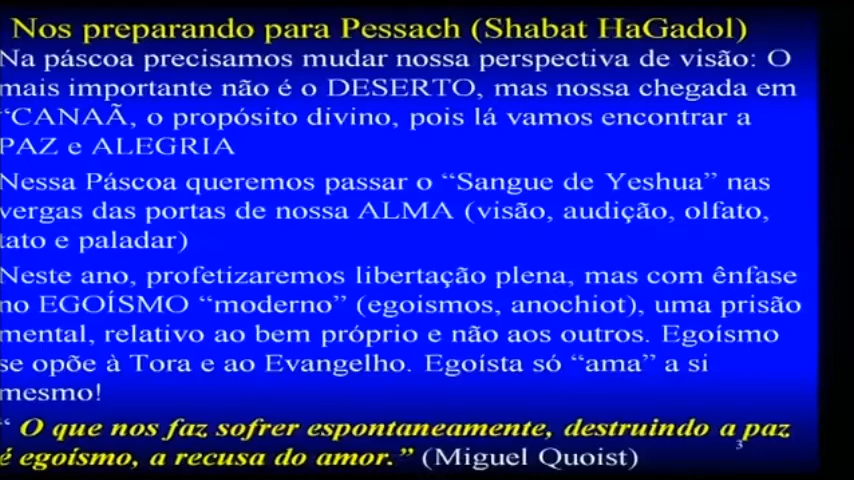 Nos preparando para Pessach (Shabat HaGadol)
Na páscoa precisamos mudar nossa perspectiva de visão: O
mais importante não é o DESERTO, mas nossa chegada em
“CANAÃ, o propósito divino, pois lá vamos encontrar a
PAZ e ALEGRIA
Nessa Páscoa queremos passar o “Sangue de Yeshua” nas
vergas das portas de nossa ALMA (visão, audição, olfato,
tato e paladar)
Neste ano, profetizaremos libertação plena, mas com ênfase
no EGOÍSMO “moderno” (egoismos, anochiot), uma prisão
mental, relativo ao bem próprio e não aos outros. Egoísmo
se opõe à Tora e ao Evangelho. Egoísta só “ama” a si
mesmo!
“ O que nos faz sofrer espontaneamente, destruindo a paz
é egoísmo, a recusa do amor.” (Miguel Quoist)
3